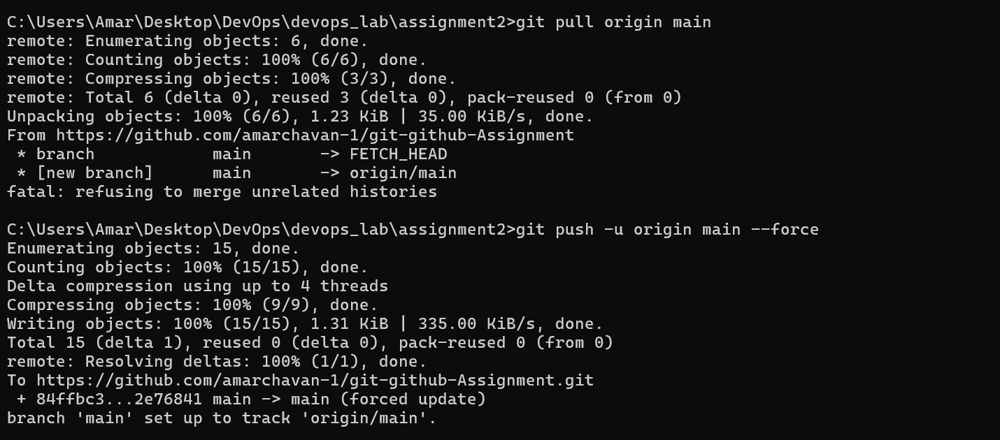 C:\Users\Amar\Desktop\DevOps\devops_lab\assignment2>git pull origin main
remote: Enumerating objects: 6, done.
remote: Counting objects: 100% (6/6), done.
remote: Compressing objects: 100% (3/3), done.
remote: Total 6 (delta 0), reused 3 (delta 0), pack-reused 0 (from 0)
Unpacking objects: 100% (6/6), 1.23 KiB | 35.00 KiB/s, done.
From https://github.com/amarchavan-1/git-github-Assignment
 * branch            main       -> FETCH_HEAD
 * [new branch]      main       -> origin/main
fatal: refusing to merge unrelated histories

C:\Users\Amar\Desktop\DevOps\devops_lab\assignment2>git push -u origin main --force
Enumerating objects: 15, done.
Counting objects: 100% (15/15), done.
Delta compression using up to 4 threads
Compressing objects: 100% (9/9), done.
Writing objects: 100% (15/15), 1.31 KiB | 335.00 KiB/s, done.
Total 15 (delta 1), reused 0 (delta 0), pack-reused 0 (from 0)
remote: Resolving deltas: 100% (1/1), done.
To https://github.com/amarchavan-1/git-github-Assignment.git
 + 84ffbc3...2e76841 main -> main (forced update)
branch 'main' set up to track 'origin/main'.